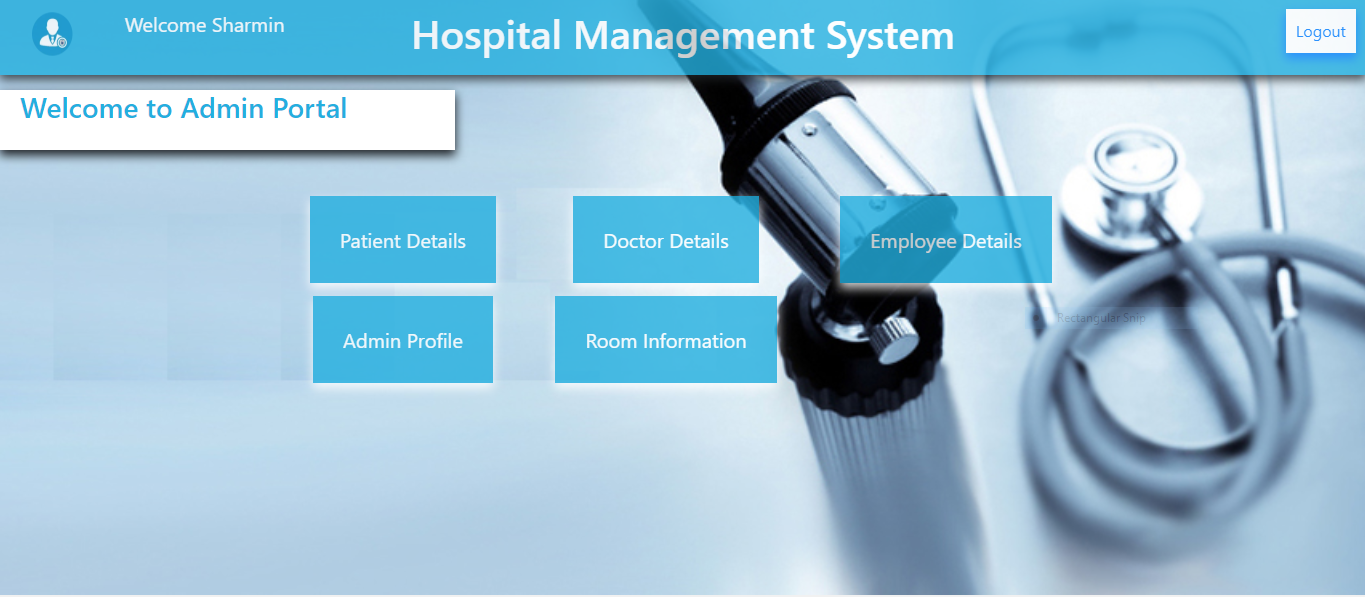 Welcome Sharmin
Hospital Management System
Logout
Welcome to Admin Portal
Patient Details
Doctor Details
Employee Details
Rectangular Snip
Admin Profile
Room Information